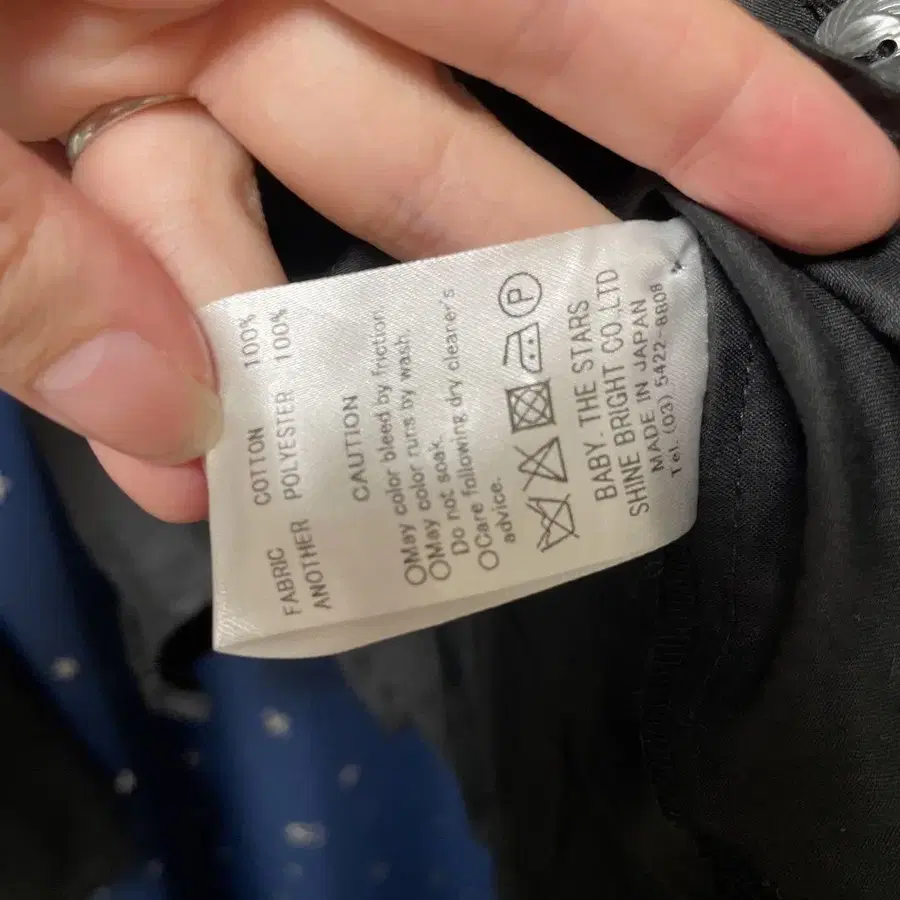 FABRIC COTTON 100%
ANOTHER POLYESTER 100%
CAUTION
○May color bleed by friction.
○May color runs by wash.
Do not soak.
○Care following dry cleaner's
advice.
P
BABY, THE STARS
SHINE BRIGHT CO.,LTD
MADE IN JAPAN
Tel. (03) 5422-8808